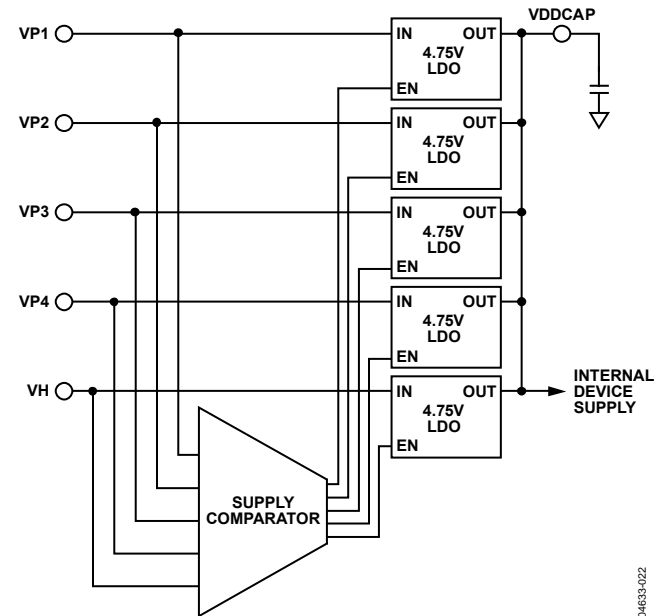 VDDCAP
VP1
IN OUT
4.75V
LDO
EN
VP2
IN OUT
4.75V
LDO
EN
VP3
IN OUT
4.75V
LDO
EN
VP4
IN OUT
4.75V
LDO
EN
VH
IN OUT
4.75V
LDO
EN
INTERNAL
DEVICE
SUPPLY
SUPPLY
COMPARATOR
04633-022